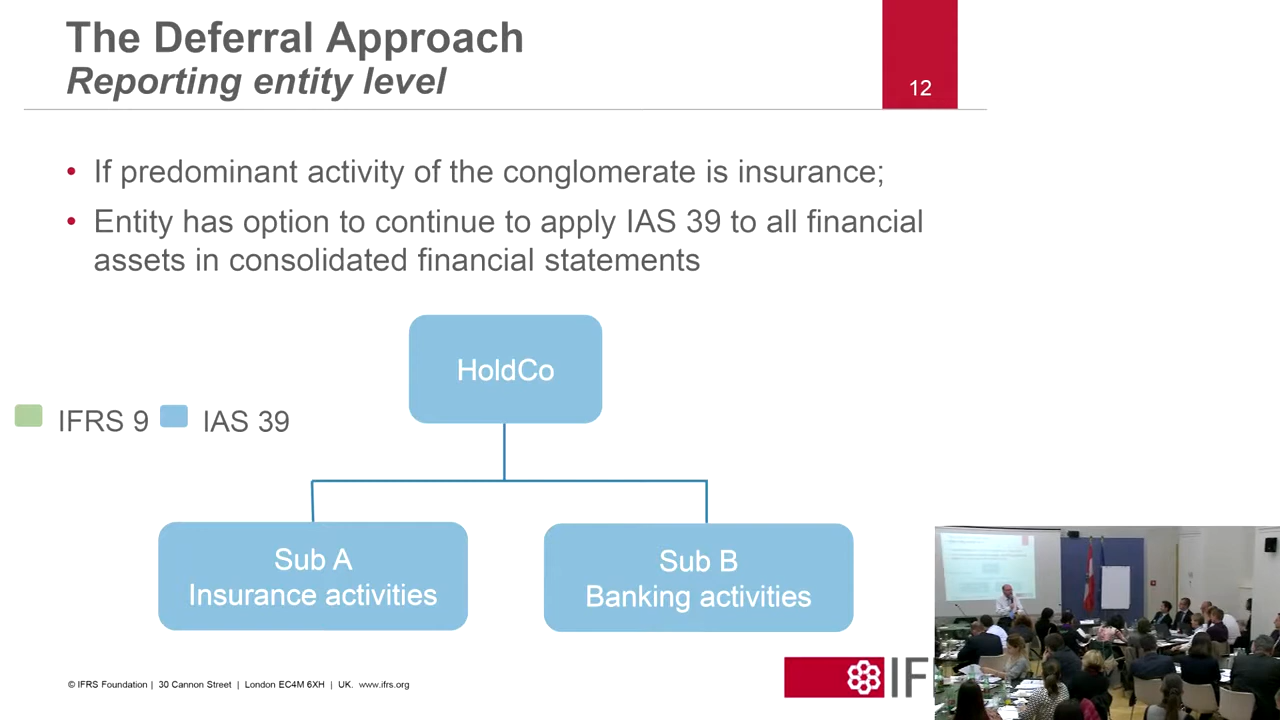 The Deferral Approach
Reporting entity level
12
• If predominant activity of the conglomerate is insurance;
• Entity has option to continue to apply IAS 39 to all financial
assets in consolidated financial statements
HoldCo
IFRS 9 IAS 39
Sub A
Insurance activities
Sub B
Banking activities
© IFRS Foundation | 30 Cannon Street | London EC4M 6XH | UK. www.ifrs.org